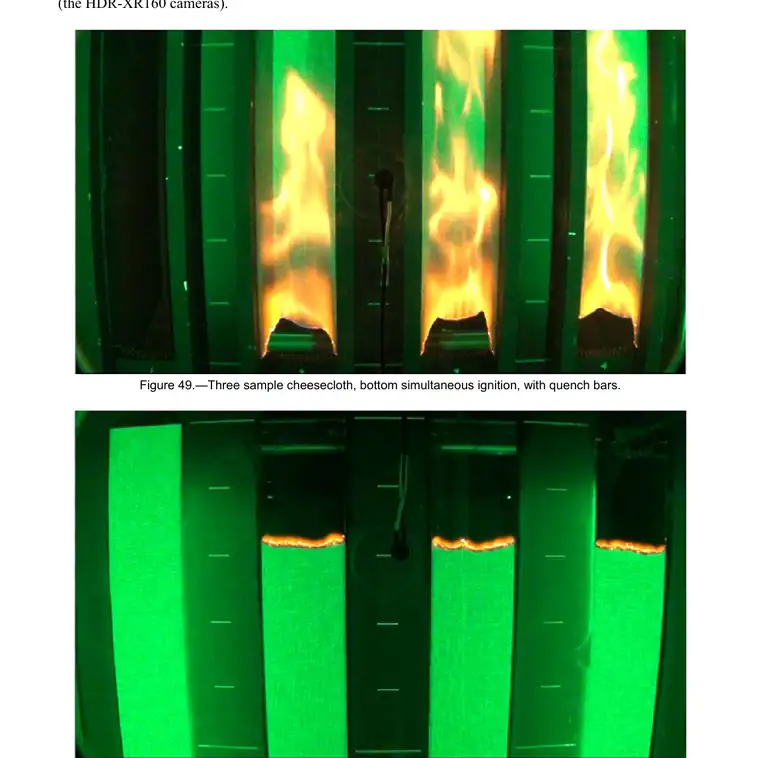 (the HDR-XR160 cameras).
Figure 49.—Three sample cheesecloth, bottom simultaneous ignition, with quench bars.